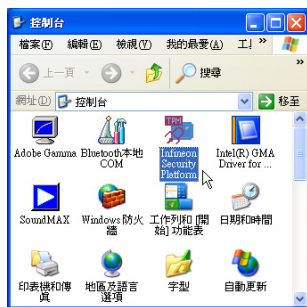 控制台
檔案(F) 編輯(E) 檢視(V) 我的最愛(A) 工 »
上一頁 搜尋 »
網址(D) 控制台 移至
TRM
Adobe Gamma Bluetooth本地 Infineon Intel(R) GMA
COM Security Driver for ...
Platform
SoundMAX Windows 防火 工作列和 [開 日期和時間
牆 始] 功能表
印表機和傳 地區及語言 字型 自動更新
真 選項